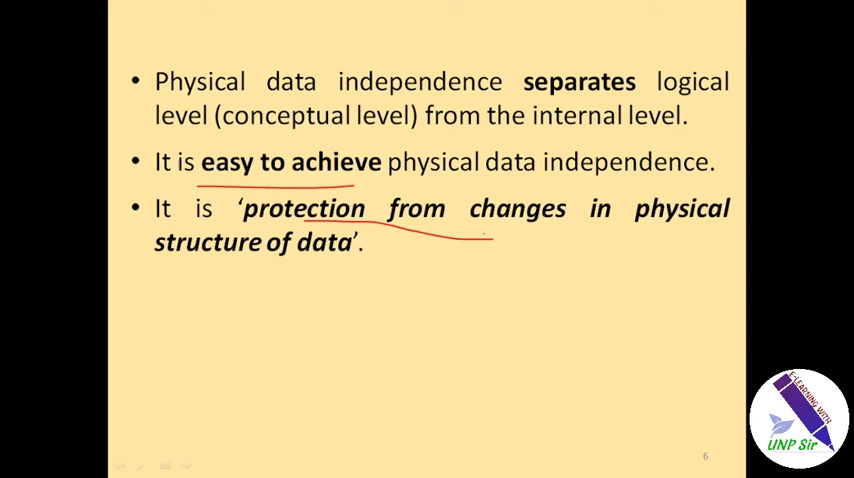 • Physical data independence separates logical
level (conceptual level) from the internal level.
• It is easy to achieve physical data independence.
• It is ‘protection from changes in physical
structure of data’.
6
E-LEARNING WITH
UNP Sir